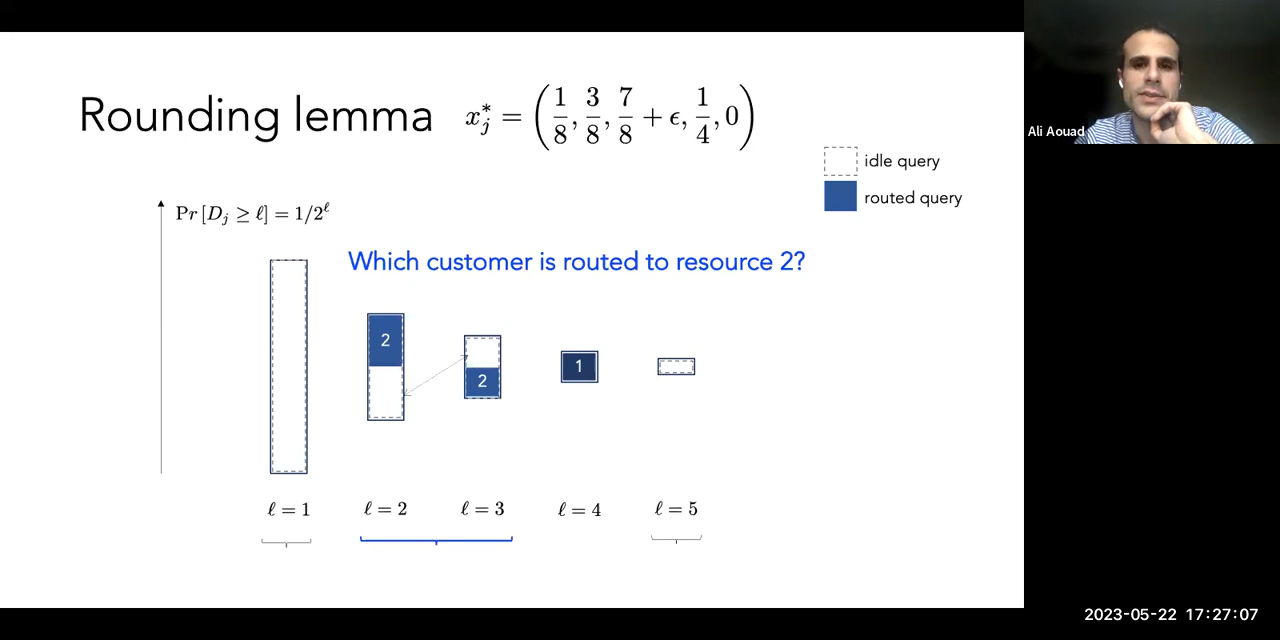 Rounding lemma x_j^* = (1/8, 3/8, 7/8 + ϵ, 1/4, 0)
Ali Aouad
idle query
routed query
Pr [D_j ≥ ℓ] = 1/2^ℓ
Which customer is routed to resource 2?
2
2
1
ℓ = 1 ℓ = 2 ℓ = 3 ℓ = 4 ℓ = 5
2023-05-22 17:27:07